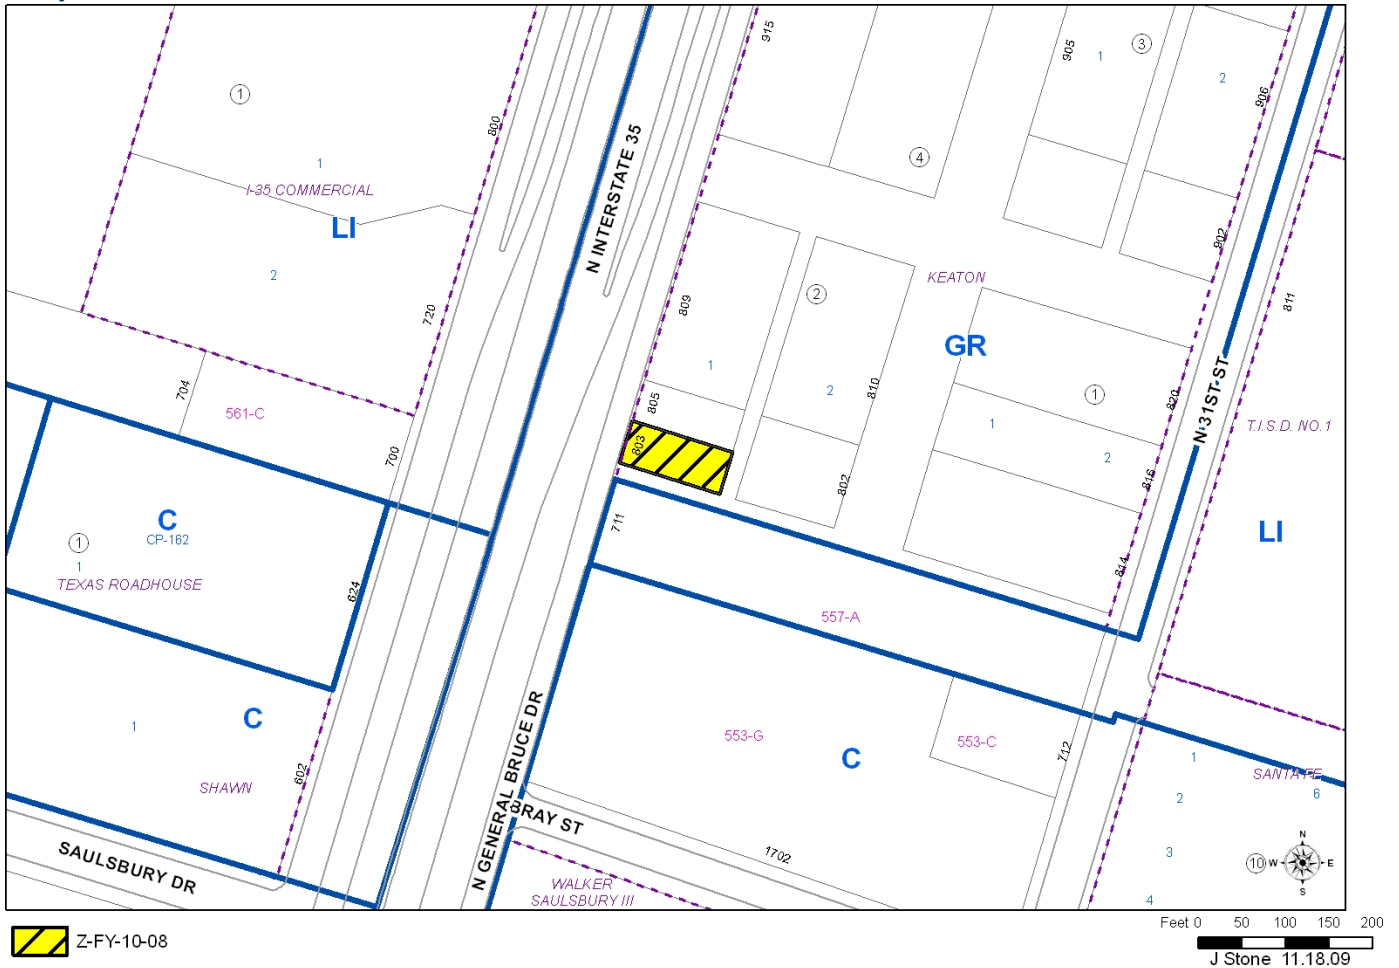 915
905
3
1
2
906
1
800
N INTERSTATE 35
4
1
I-35 COMMERCIAL
LI
902
2
KEATON
2
811
720
809
GR
1
2
810
1
820
N 31ST ST
704
561-C
805
1
T.I.S.D. NO.1
803
700
2
816
802
C
CP-162
1
1
TEXAS ROADHOUSE
711
LI
814
624
557-A
C
1
553-G
553-C
C
712
1
SANTA FE
6
2
SHAWN
602
N GENERAL BRUCE DR
BRAY ST
1702
3
10
N
W
E
S
SAULSBURY DR
WALKER
SAULSBURY III
4
Z-FY-10-08
Feet 0 50 100 150 200
J Stone 11.18.09